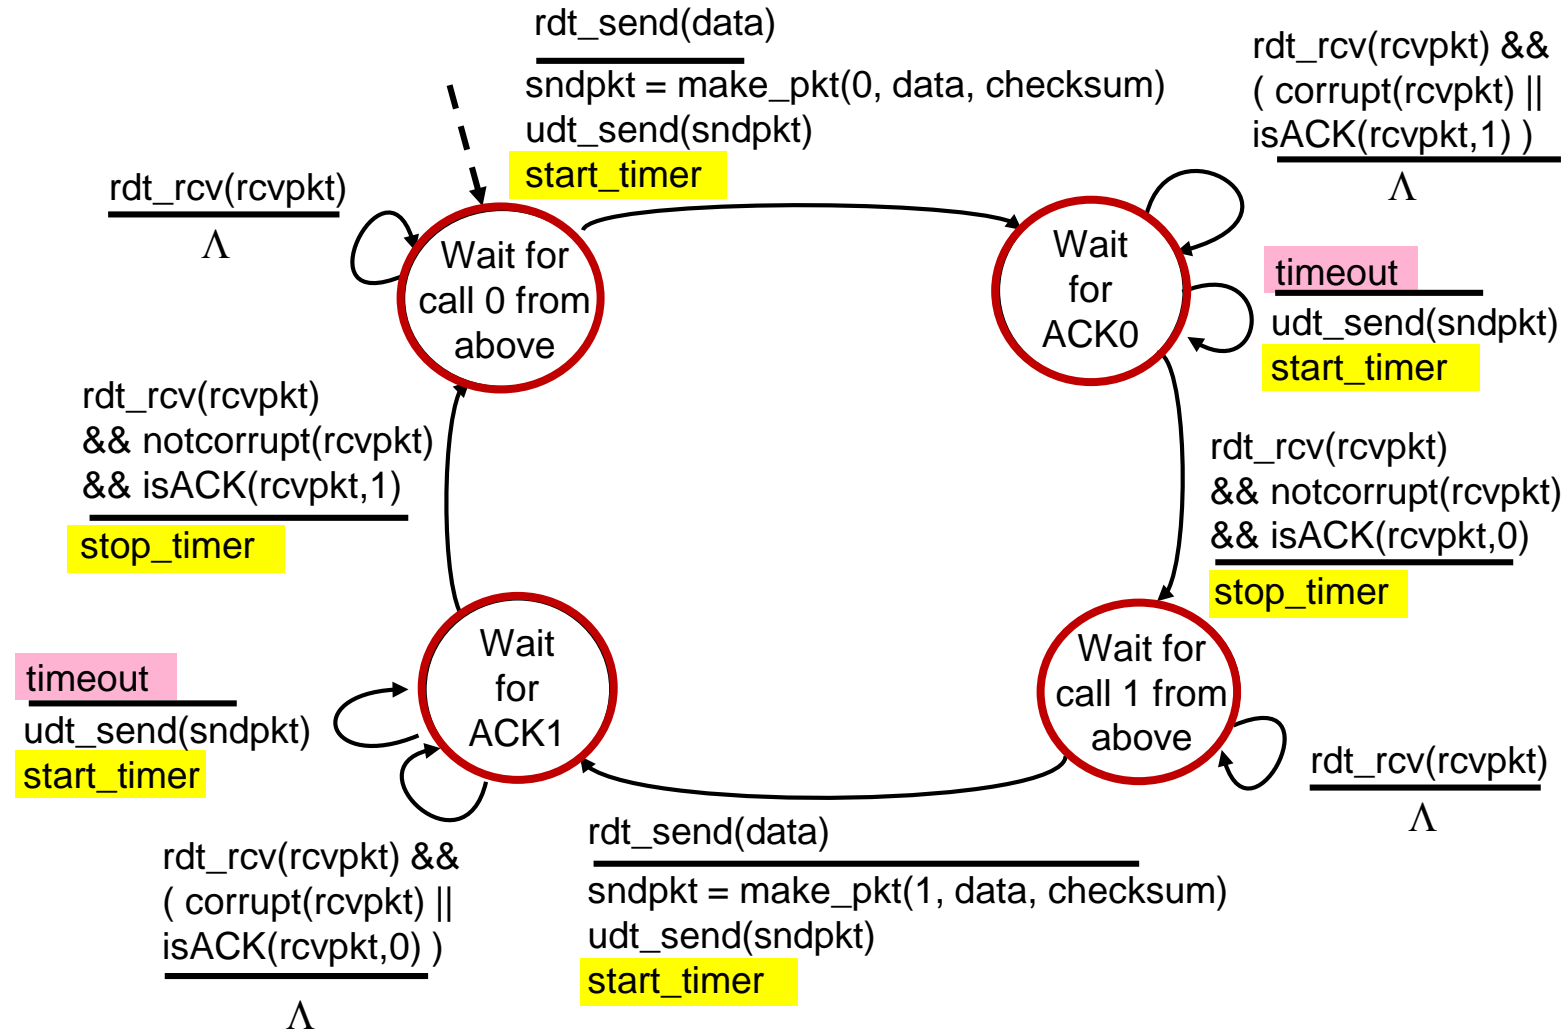 rdt_send(data)
sndpkt = make_pkt(0, data, checksum)
udt_send(sndpkt)
start_timer
rdt_rcv(rcvpkt) &&
( corrupt(rcvpkt) ||
isACK(rcvpkt,1) )
Λ
rdt_rcv(rcvpkt)
Λ
Wait for
call 0 from
above
Wait
for
ACK0
timeout
udt_send(sndpkt)
start_timer
rdt_rcv(rcvpkt)
&& notcorrupt(rcvpkt)
&& isACK(rcvpkt,1)
stop_timer
rdt_rcv(rcvpkt)
&& notcorrupt(rcvpkt)
&& isACK(rcvpkt,0)
stop_timer
Wait
for
ACK1
Wait for
call 1 from
above
timeout
udt_send(sndpkt)
start_timer
rdt_rcv(rcvpkt)
Λ
rdt_rcv(rcvpkt) &&
( corrupt(rcvpkt) ||
isACK(rcvpkt,0) )
Λ
rdt_send(data)
sndpkt = make_pkt(1, data, checksum)
udt_send(sndpkt)
start_timer